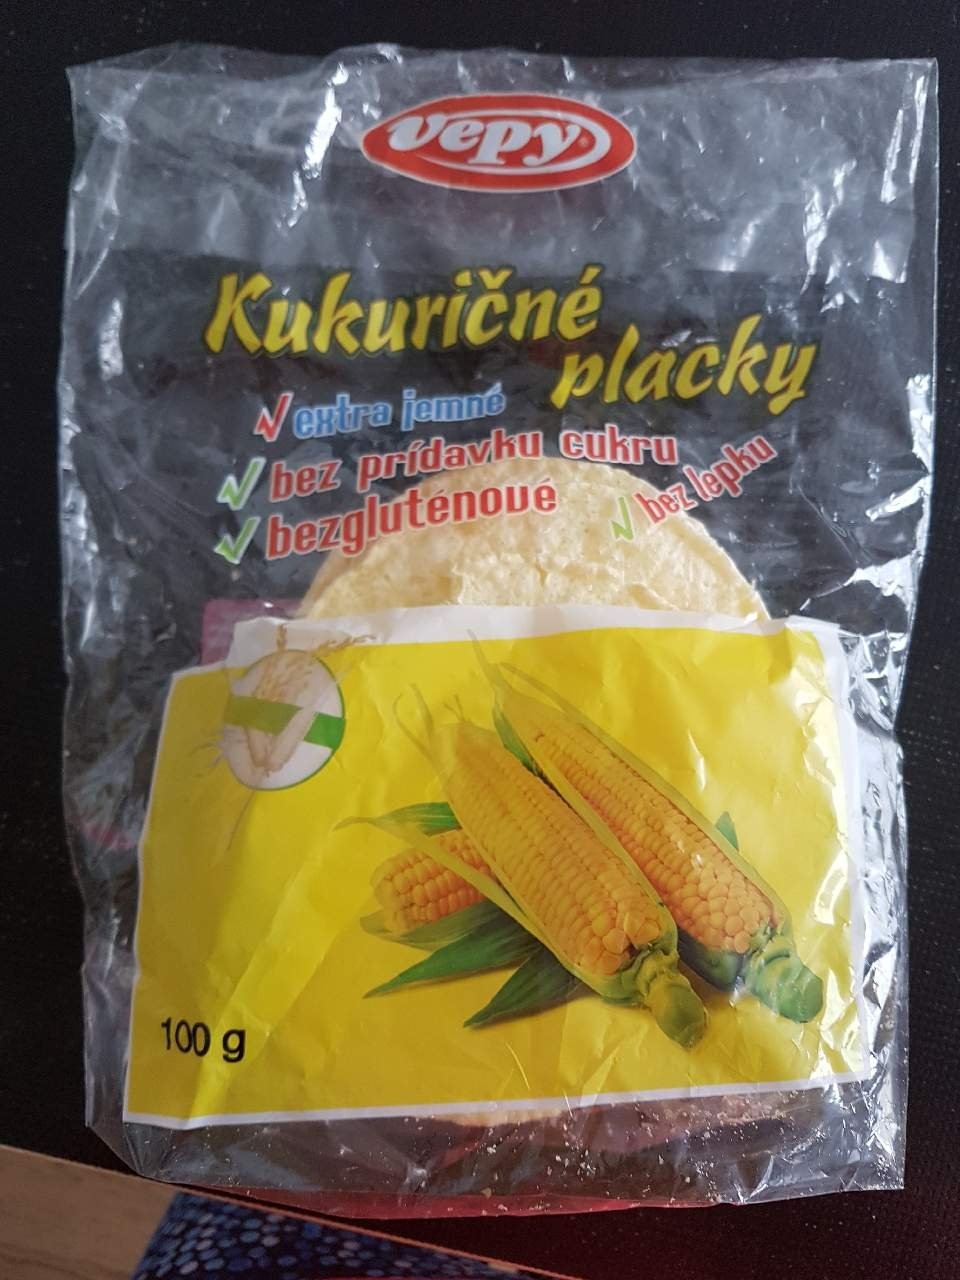 vepy®
Kukuričné
placky
extra jemné
bez prídavku cukru
bezgluténové
bez lepku
100 g